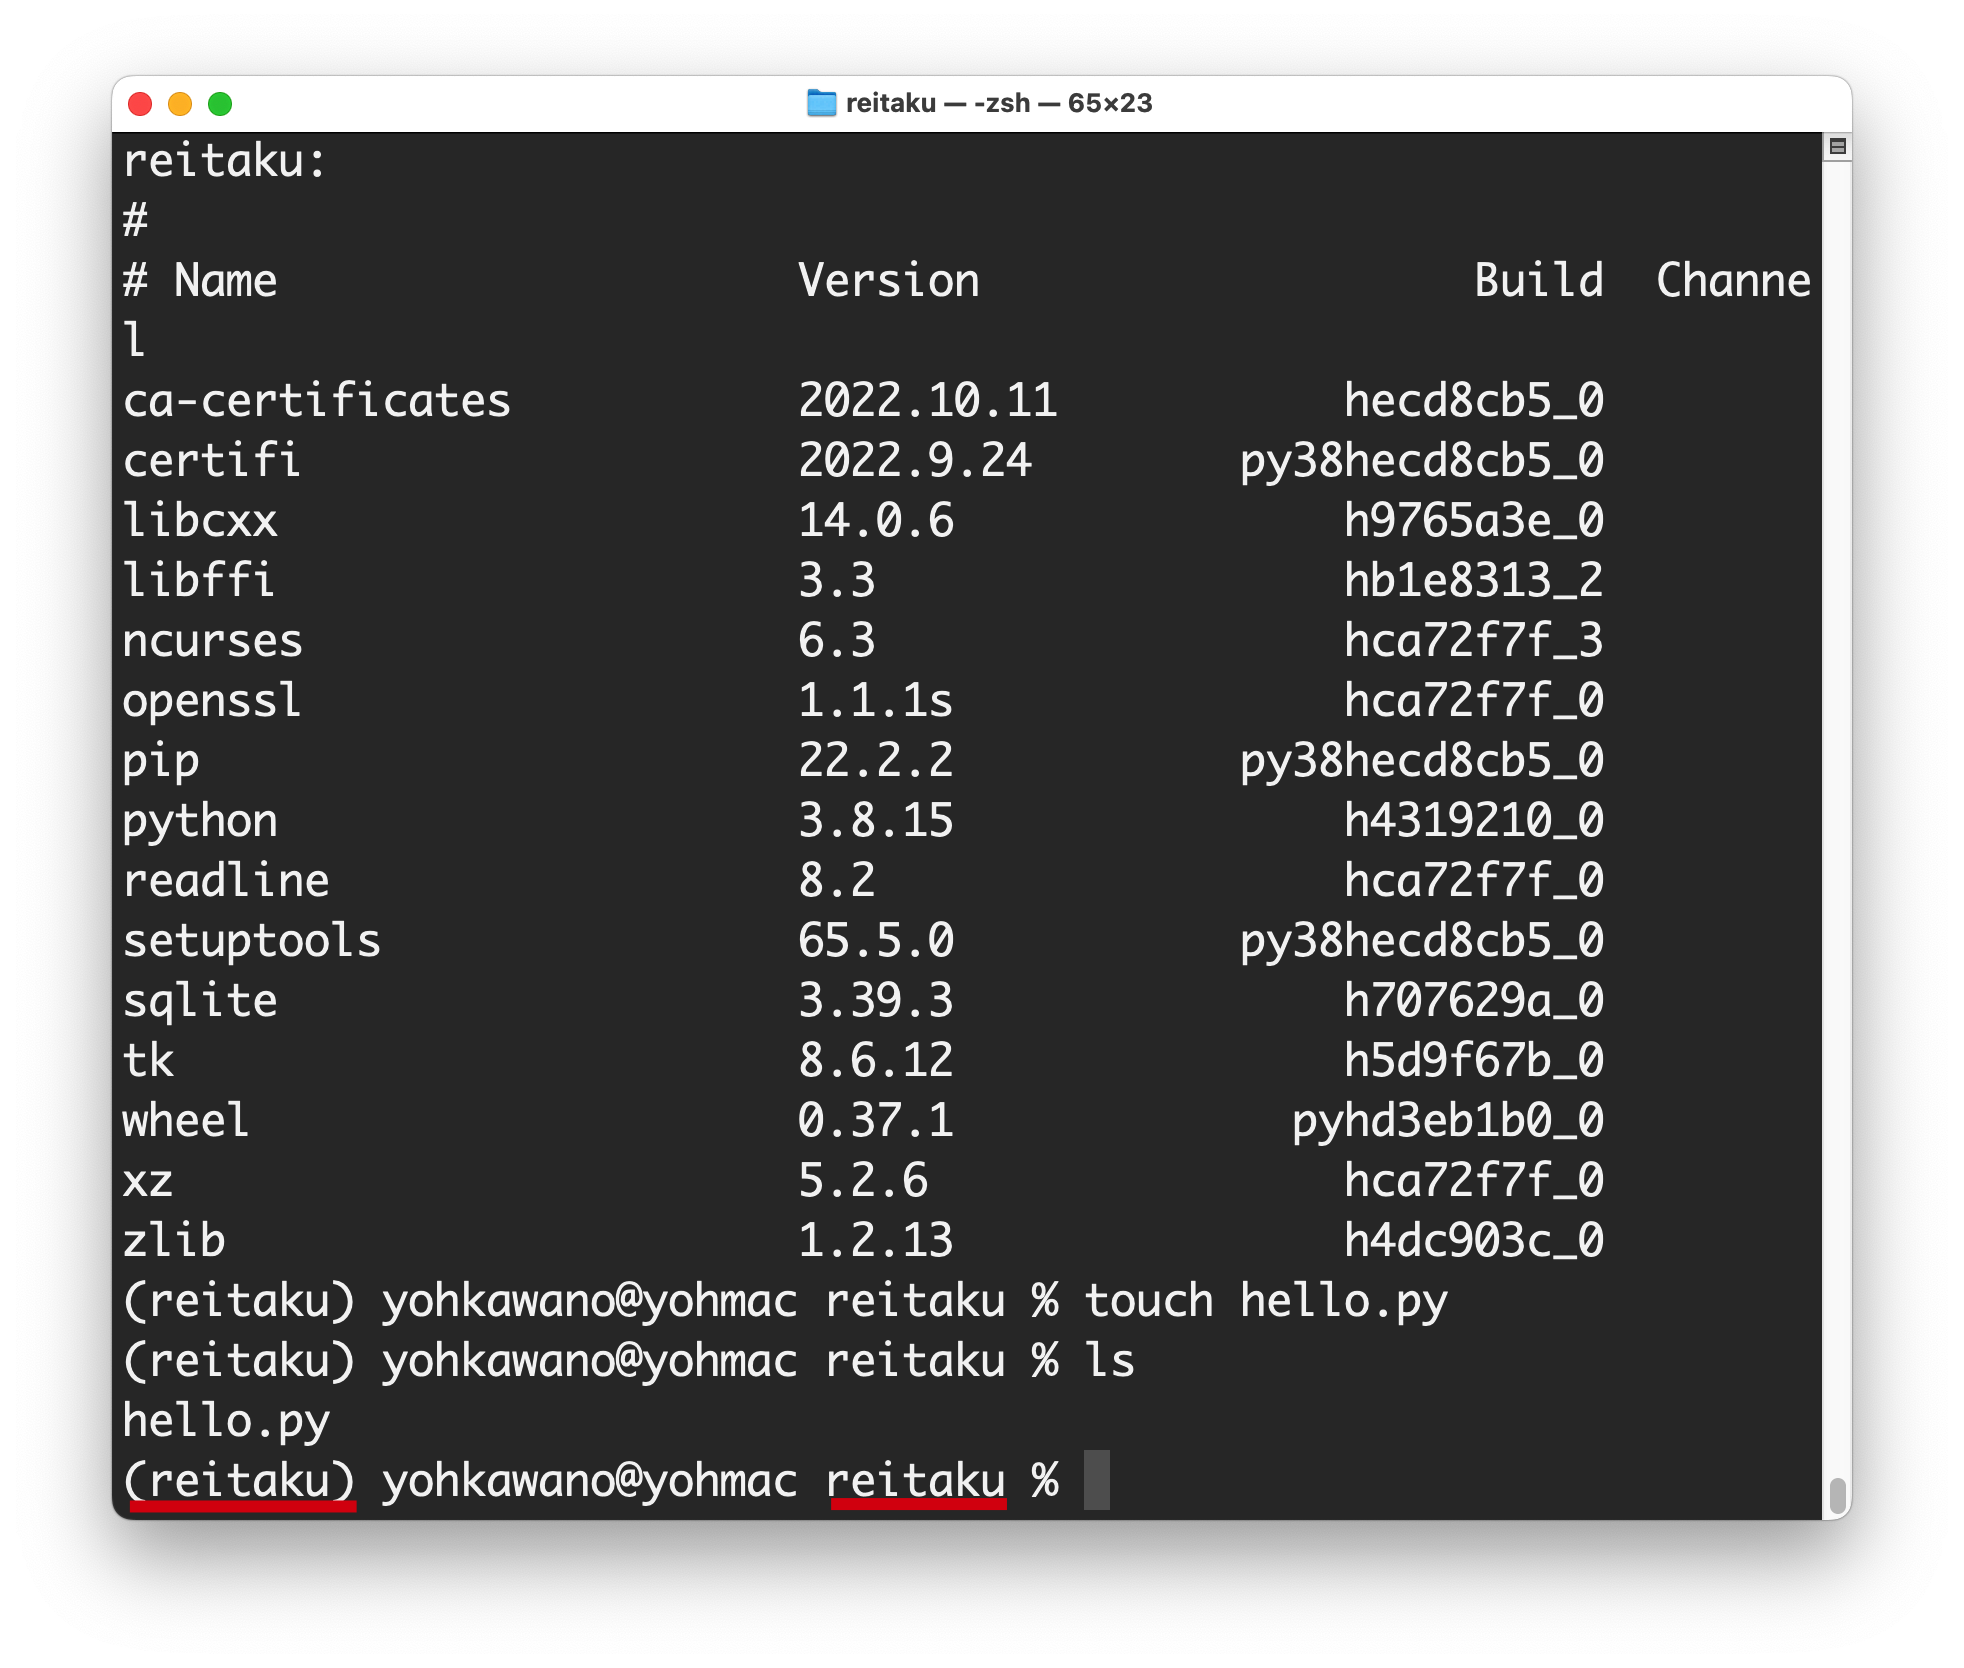 reitaku — -zsh — 65×23
reitaku:
#
# Name                    Version                   Build  Channe
l
ca-certificates           2022.10.11           hecd8cb5_0
certifi                   2022.9.24        py38hecd8cb5_0
libcxx                    14.0.6               h9765a3e_0
libffi                    3.3                  hb1e8313_2
ncurses                   6.3                  hca72f7f_3
openssl                   1.1.1s               hca72f7f_0
pip                       22.2.2           py38hecd8cb5_0
python                    3.8.15               h4319210_0
readline                  8.2                  hca72f7f_0
setuptools                65.5.0           py38hecd8cb5_0
sqlite                    3.39.3               h707629a_0
tk                        8.6.12               h5d9f67b_0
wheel                     0.37.1             pyhd3eb1b0_0
xz                        5.2.6                hca72f7f_0
zlib                      1.2.13               h4dc903c_0
(reitaku) yohkawano@yohmac reitaku % touch hello.py
(reitaku) yohkawano@yohmac reitaku % ls
hello.py
(reitaku) yohkawano@yohmac reitaku %